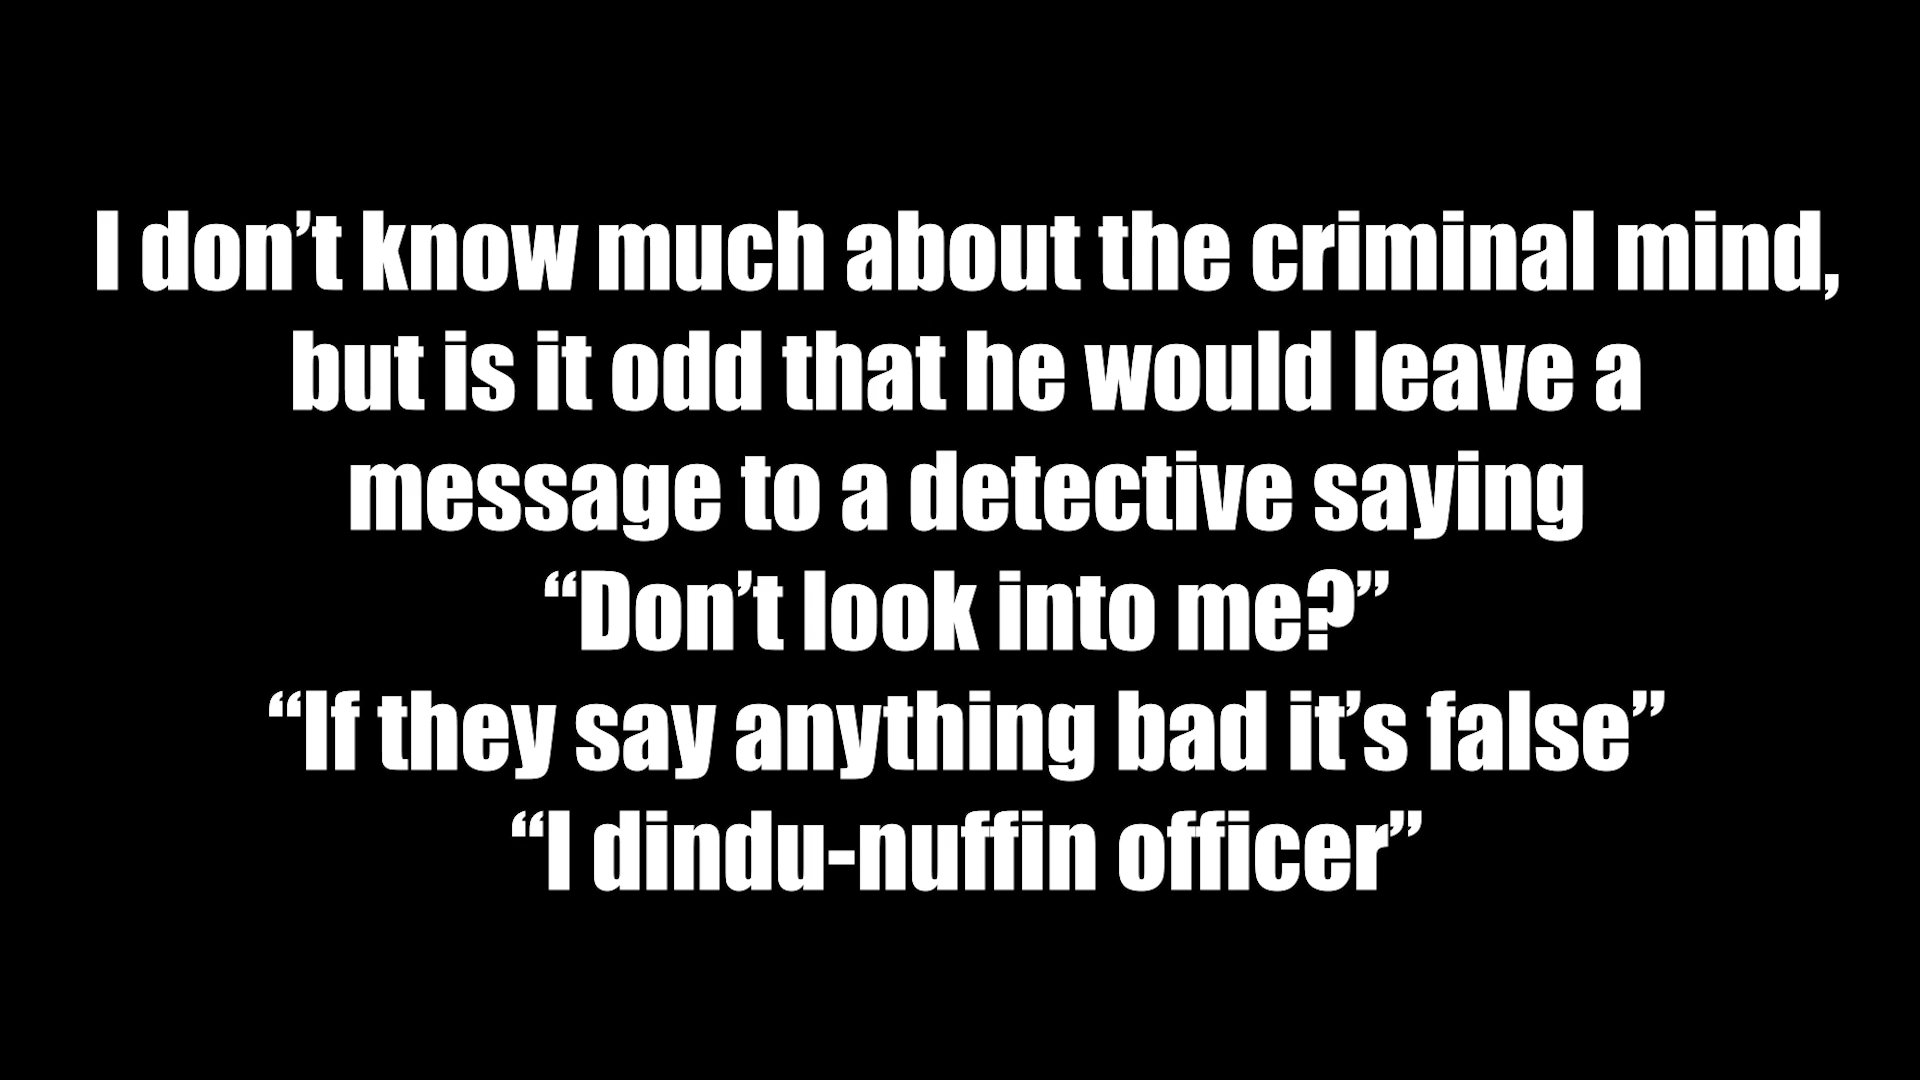 I don’t know much about the criminal mind,
but is it odd that he would leave a
message to a detective saying
“Don’t look into me?”
“If they say anything bad it’s false”
“I dindu-nuffin officer”